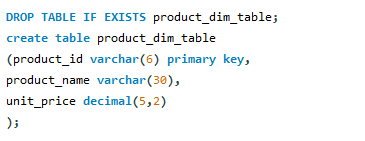 DROP TABLE IF EXISTS product_dim_table;
create table product_dim_table
(product_id varchar(6) primary key,
product_name varchar(30),
unit_price decimal(5,2)
);